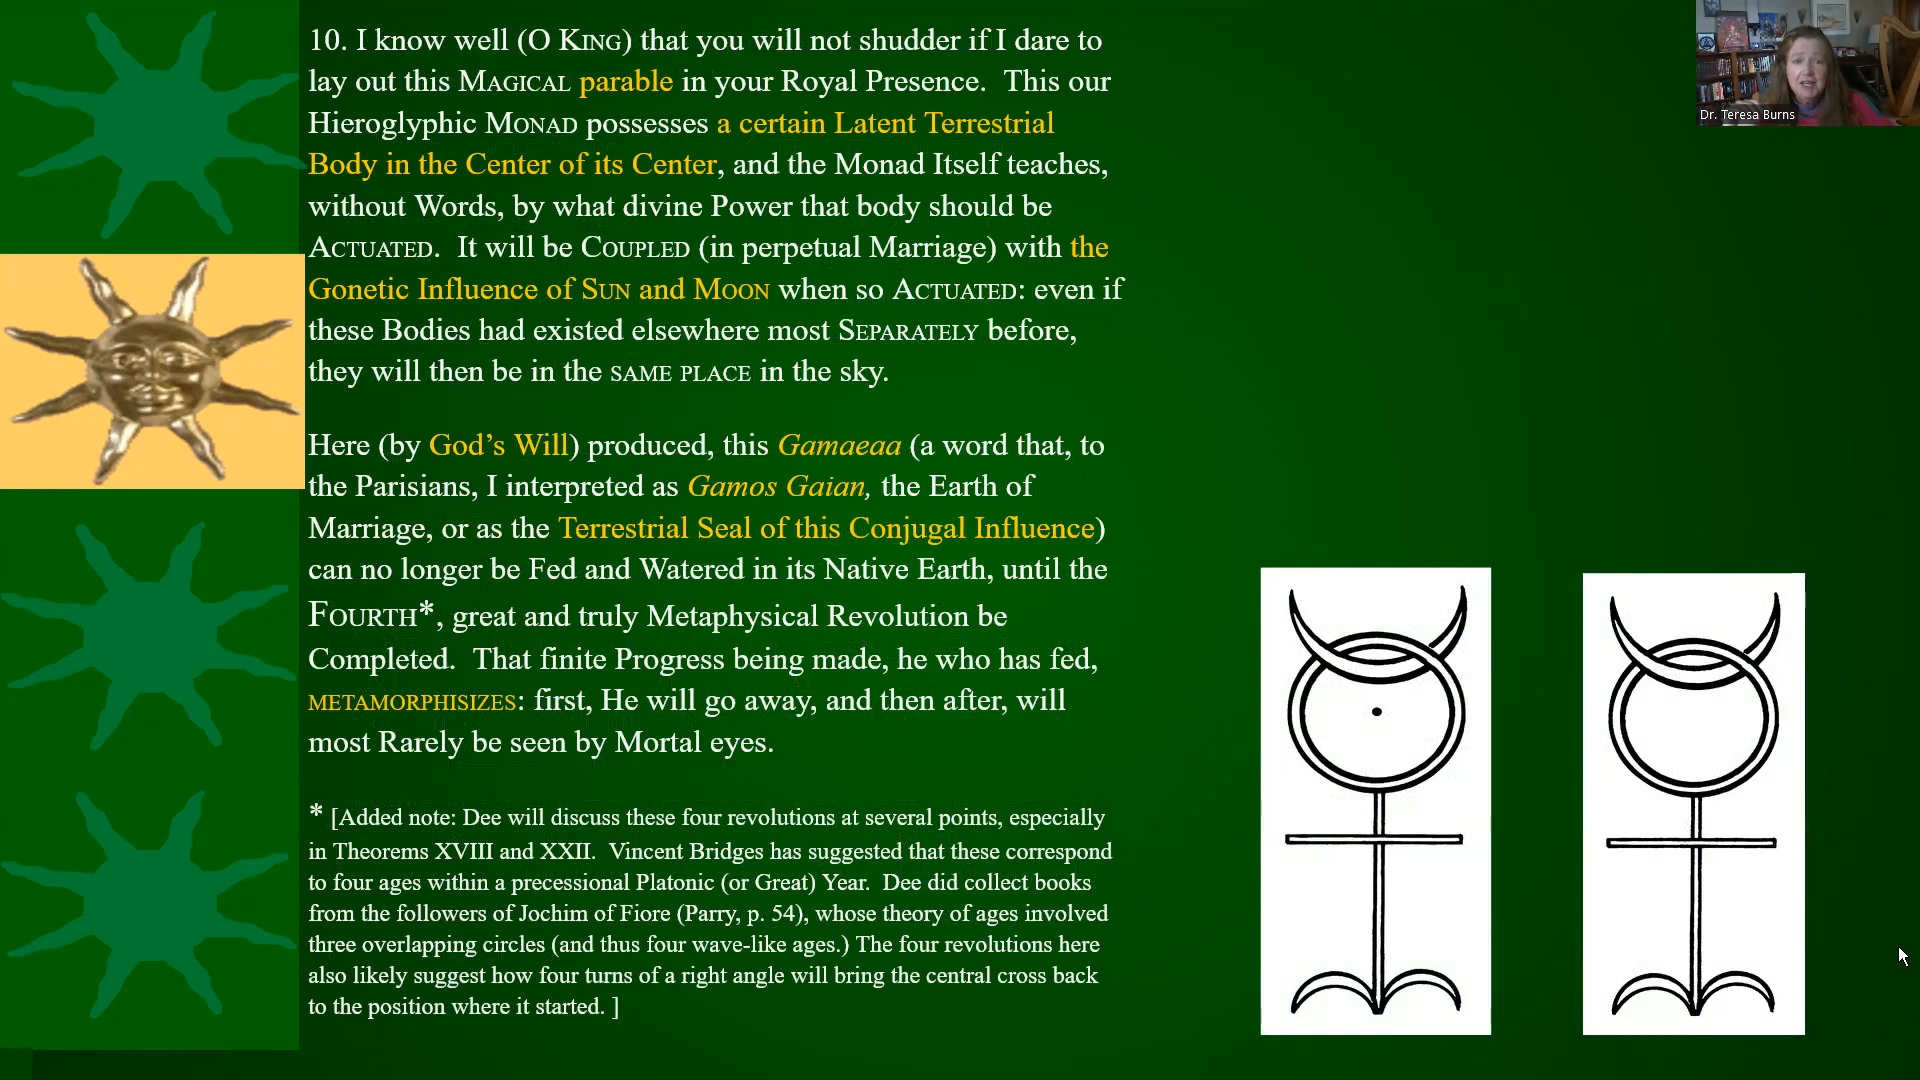 10. I know well (O KING) that you will not shudder if I dare to
lay out this MAGICAL parable in your Royal Presence.  This our
Hieroglyphic MONAD possesses a certain Latent Terrestrial
Body in the Center of its Center, and the Monad Itself teaches,
without Words, by what divine Power that body should be
ACTUATED.  It will be COUPLED (in perpetual Marriage) with the
Gonetic Influence of SUN and MOON when so ACTUATED: even if
these Bodies had existed elsewhere most SEPARATELY before,
they will then be in the SAME PLACE in the sky.
Here (by God’s Will) produced, this Gamaeaa (a word that, to
the Parisians, I interpreted as Gamos Gaian, the Earth of
Marriage, or as the Terrestrial Seal of this Conjugal Influence)
can no longer be Fed and Watered in its Native Earth, until the
FOURTH*, great and truly Metaphysical Revolution be
Completed.  That finite Progress being made, he who has fed,
METAMORPHISIZES: first, He will go away, and then after, will
most Rarely be seen by Mortal eyes.
* [Added note: Dee will discuss these four revolutions at several points, especially
in Theorems XVIII and XXII.  Vincent Bridges has suggested that these correspond
to four ages within a precessional Platonic (or Great) Year.  Dee did collect books
from the followers of Jochim of Fiore (Parry, p. 54), whose theory of ages involved
three overlapping circles (and thus four wave-like ages.) The four revolutions here
also likely suggest how four turns of a right angle will bring the central cross back
to the position where it started. ]
Dr. Teresa Burns